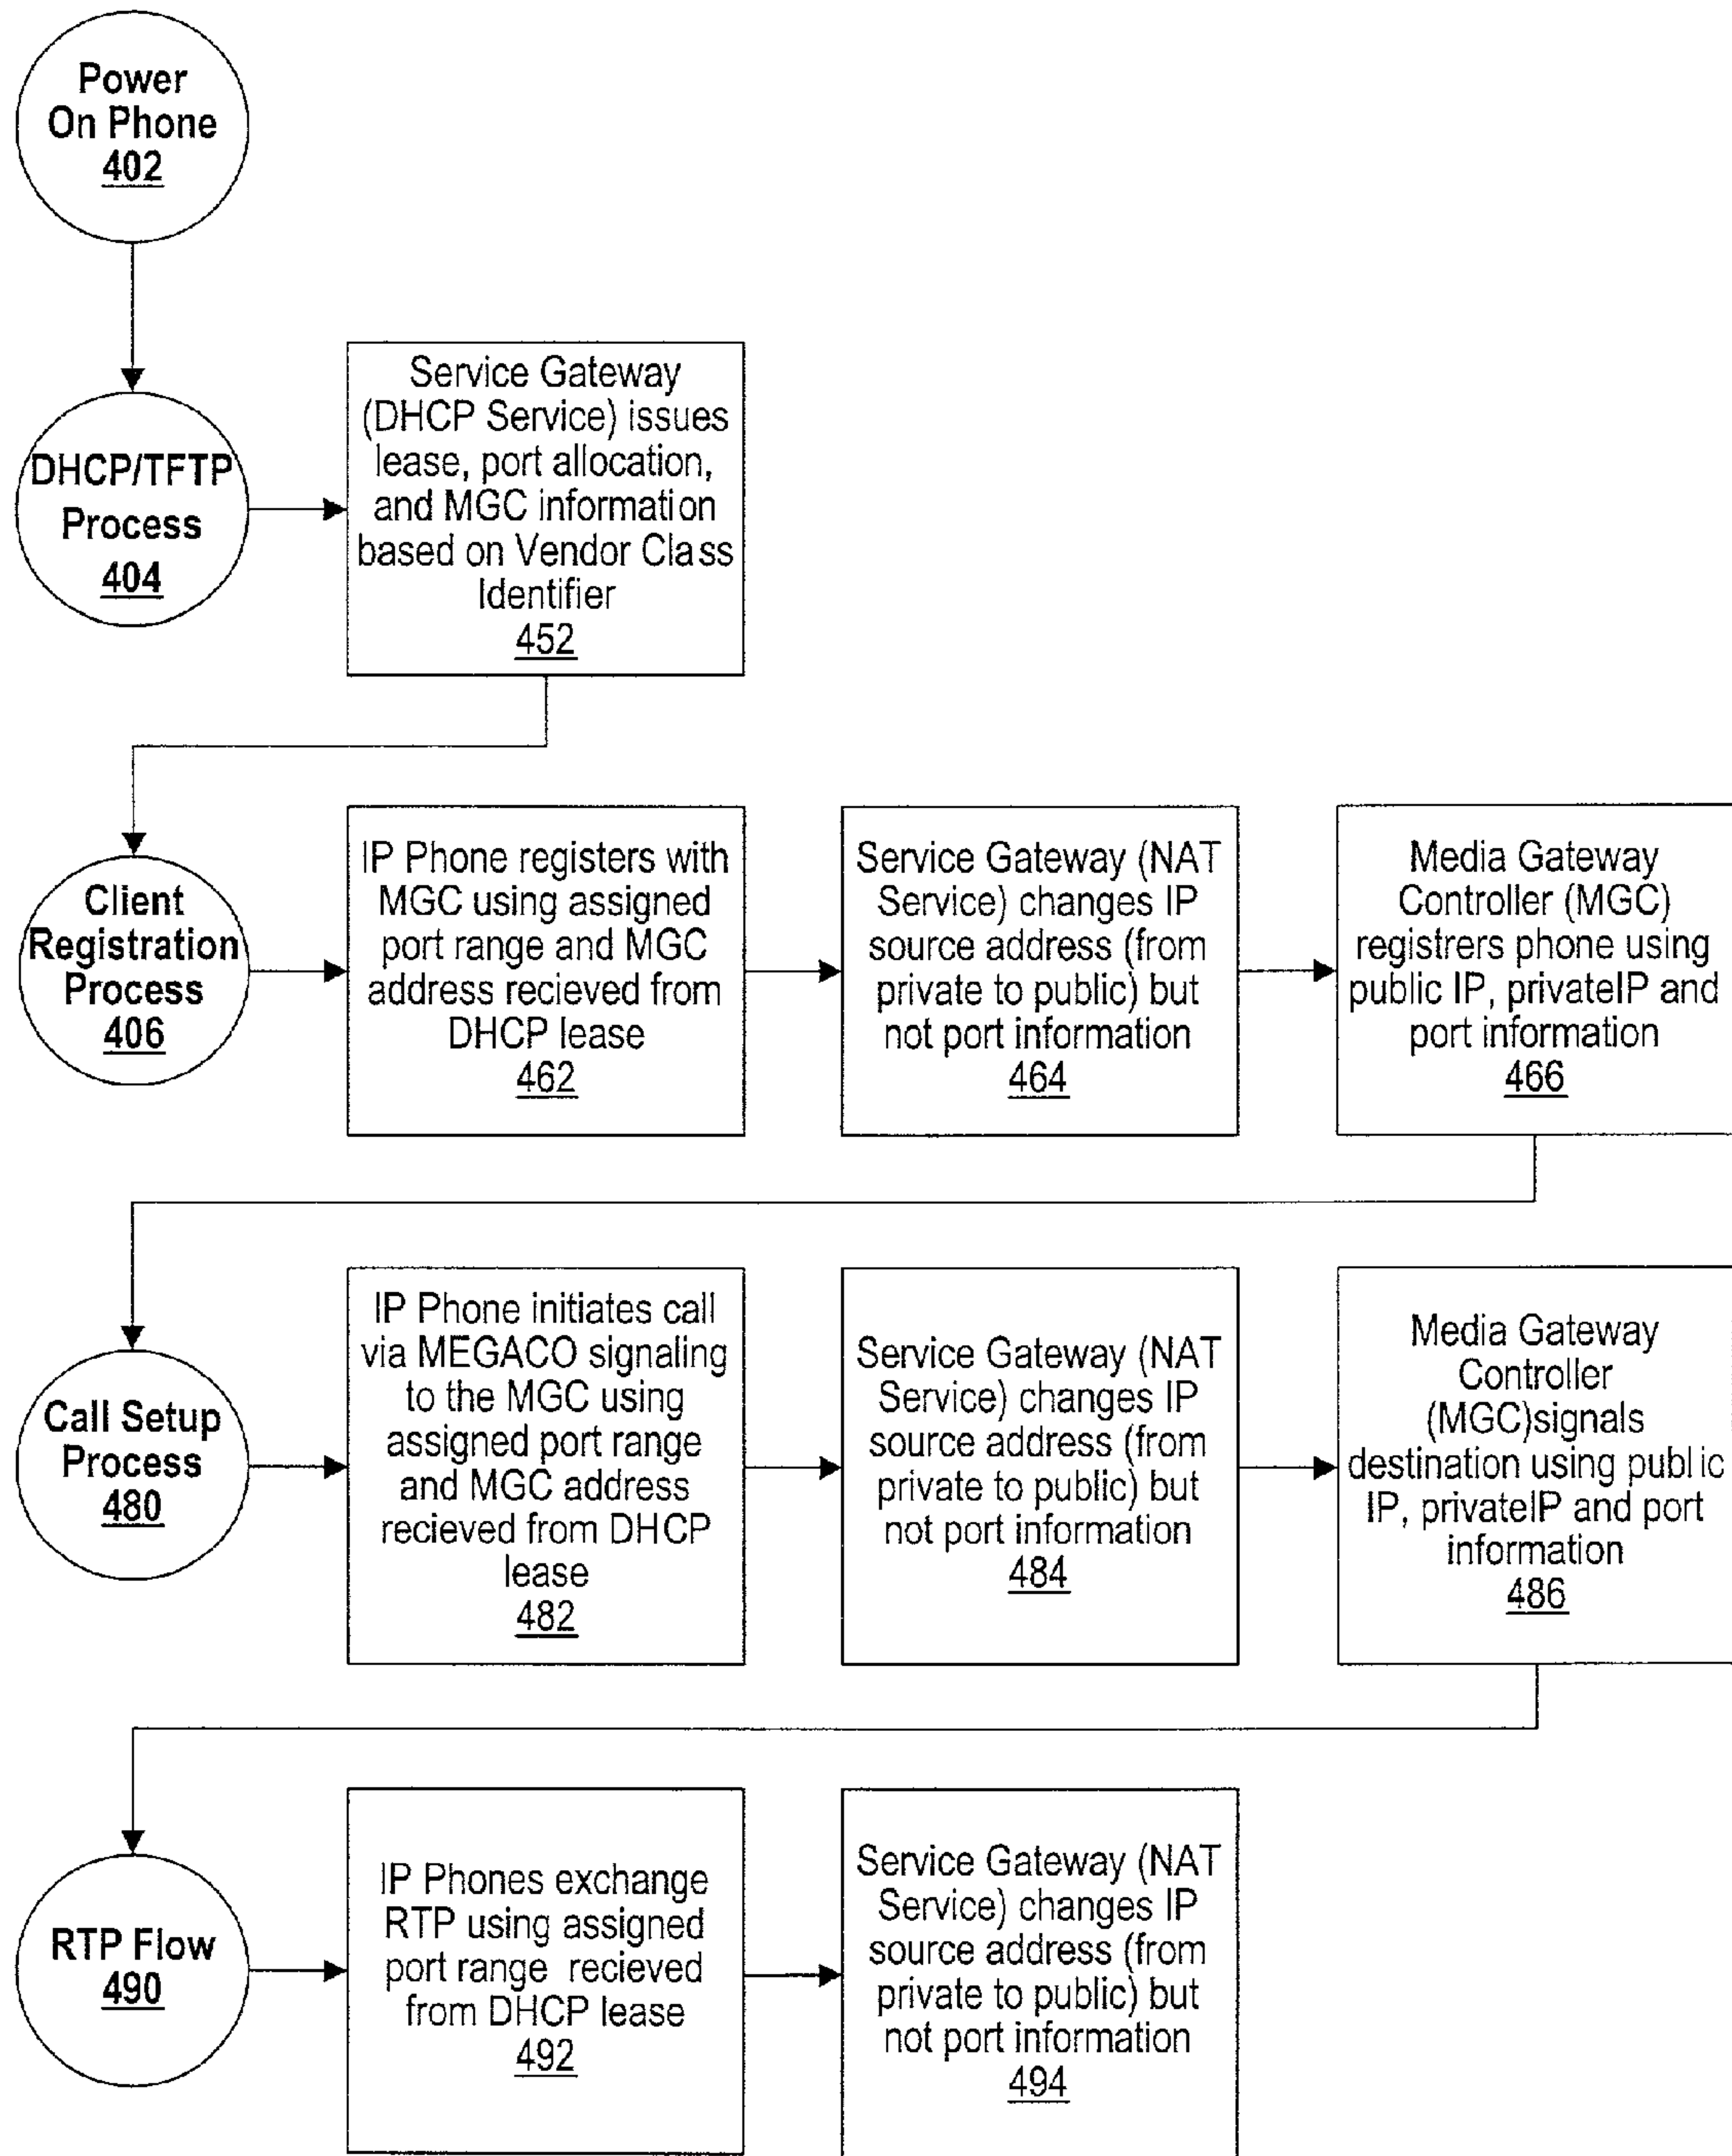 Power
On Phone
402
DHCP/TFTP
Process
404
Service Gateway
(DHCP Service) issues
lease, port allocation,
and MGC information
based on Vendor Class
Identifier
452
Client
Registration
Process
406
IP Phone registers with
MGC using assigned
port range and MGC
address recieved from
DHCP lease
462
Service Gateway (NAT
Service) changes IP
source address (from
private to public) but
not port information
464
Media Gateway
Controller (MGC)
registrers phone using
public IP, privateIP and
port information
466
Call Setup
Process
480
IP Phone initiates call
via MEGACO signaling
to the MGC using
assigned port range
and MGC address
recieved from DHCP
lease
482
Service Gateway (NAT
Service) changes IP
source address (from
private to public) but
not port information
484
Media Gateway
Controller
(MGC)signals
destination using public
IP, privateIP and port
information
486
RTP Flow
490
IP Phones exchange
RTP using assigned
port range recieved
from DHCP lease
492
Service Gateway (NAT
Service) changes IP
source address (from
private to public) but
not port information
494